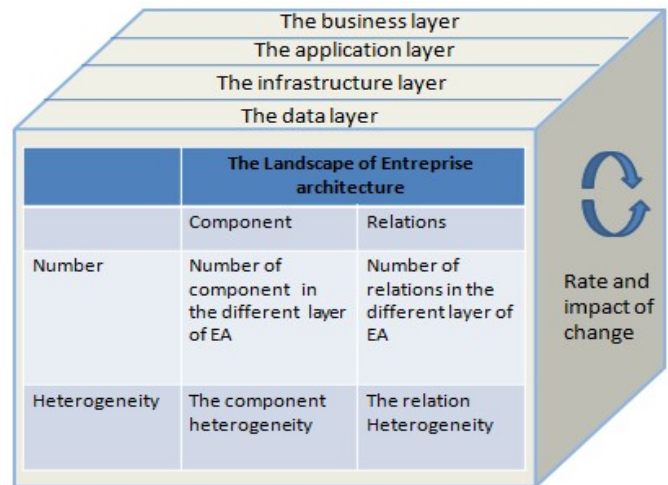 The business layer
The application layer
The infrastructure layer
The data layer
The Landscape of Entreprise
architecture
Component
Relations
Number
Number of
component in
the different layer
of EA
Number of
relations in the
different layer of
EA
Heterogeneity
The component
heterogeneity
The relation
Heterogeneity
Rate and
impact of
change